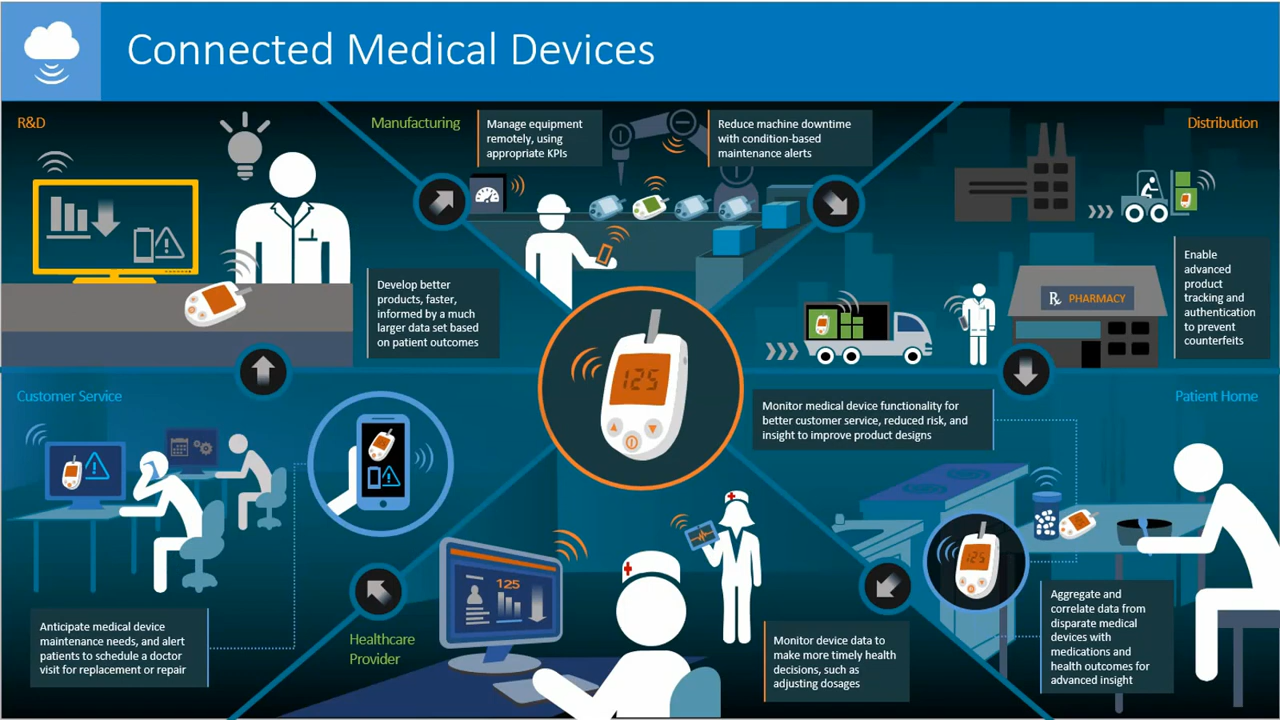 Connected Medical Devices
R&D
Develop better
products, faster,
informed by a much
larger data set based
on patient outcomes
Manufacturing
Manage equipment
remotely, using
appropriate KPIs
Reduce machine downtime
with condition-based
maintenance alerts
Distribution
Rx PHARMACY
Enable
advanced
product
tracking and
authentication
to prevent
counterfeits
125
Customer Service
Anticipate medical device
maintenance needs, and alert
patients to schedule a doctor
visit for replacement or repair
Healthcare
Provider
125
Monitor device data to
make more timely health
decisions, such as
adjusting dosages
Patient Home
Monitor medical device functionality for
better customer service, reduced risk, and
insight to improve product designs
125
Aggregate and
correlate data from
disparate medical
devices with
medications and
health outcomes for
advanced insight